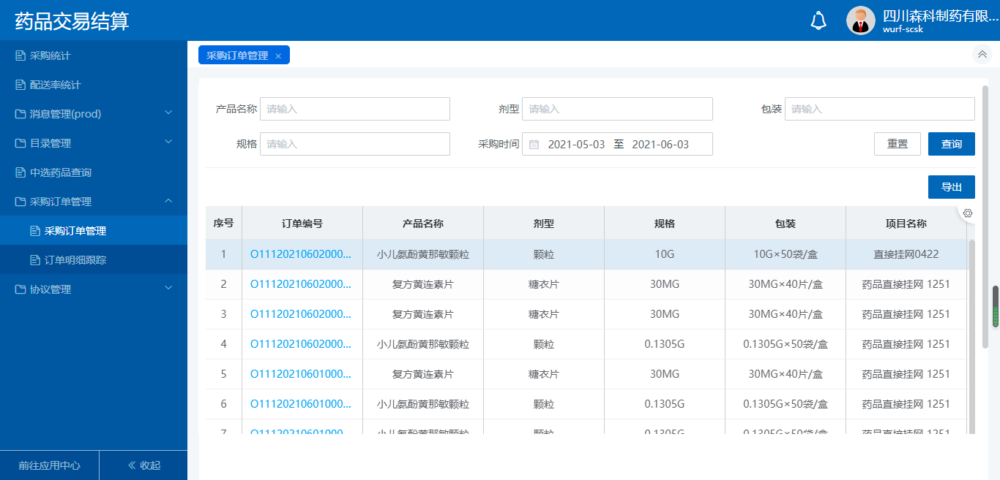 药品交易结算
四川森科制药有限...
wurf-scsk
采购统计
配送率统计
消息管理(prod)
目录管理
中选药品查询
采购订单管理
采购订单管理
订单明细跟踪
协议管理
前往应用中心 收起
采购订单管理 ×
产品名称 请输入 剂型 请输入 包装 请输入
规格 请输入 采购时间 2021-05-03 至 2021-06-03 重置 查询
导出
序号 订单编号 产品名称 剂型 规格 包装 项目名称
1 O11120210602000... 小儿氨酚黄那敏颗粒 颗粒 10G 10G×50袋/盒 直接挂网0422
2 O11120210602000... 复方黄连素片 糖衣片 30MG 30MG×40片/盒 药品直接挂网 1251
3 O11120210602000... 复方黄连素片 糖衣片 30MG 30MG×40片/盒 药品直接挂网 1251
4 O11120210602000... 小儿氨酚黄那敏颗粒 颗粒 0.1305G 0.1305G×50袋/盒 药品直接挂网 1251
5 O11120210601000... 复方黄连素片 糖衣片 30MG 30MG×40片/盒 药品直接挂网 1251
6 O11120210601000... 小儿氨酚黄那敏颗粒 颗粒 0.1305G 0.1305G×50袋/盒 药品直接挂网 1251
7 O11120210601000... 小儿氨酚黄那敏颗粒 颗粒 0.1305G 0.1305G×50袋/盒 药品直接挂网 1251